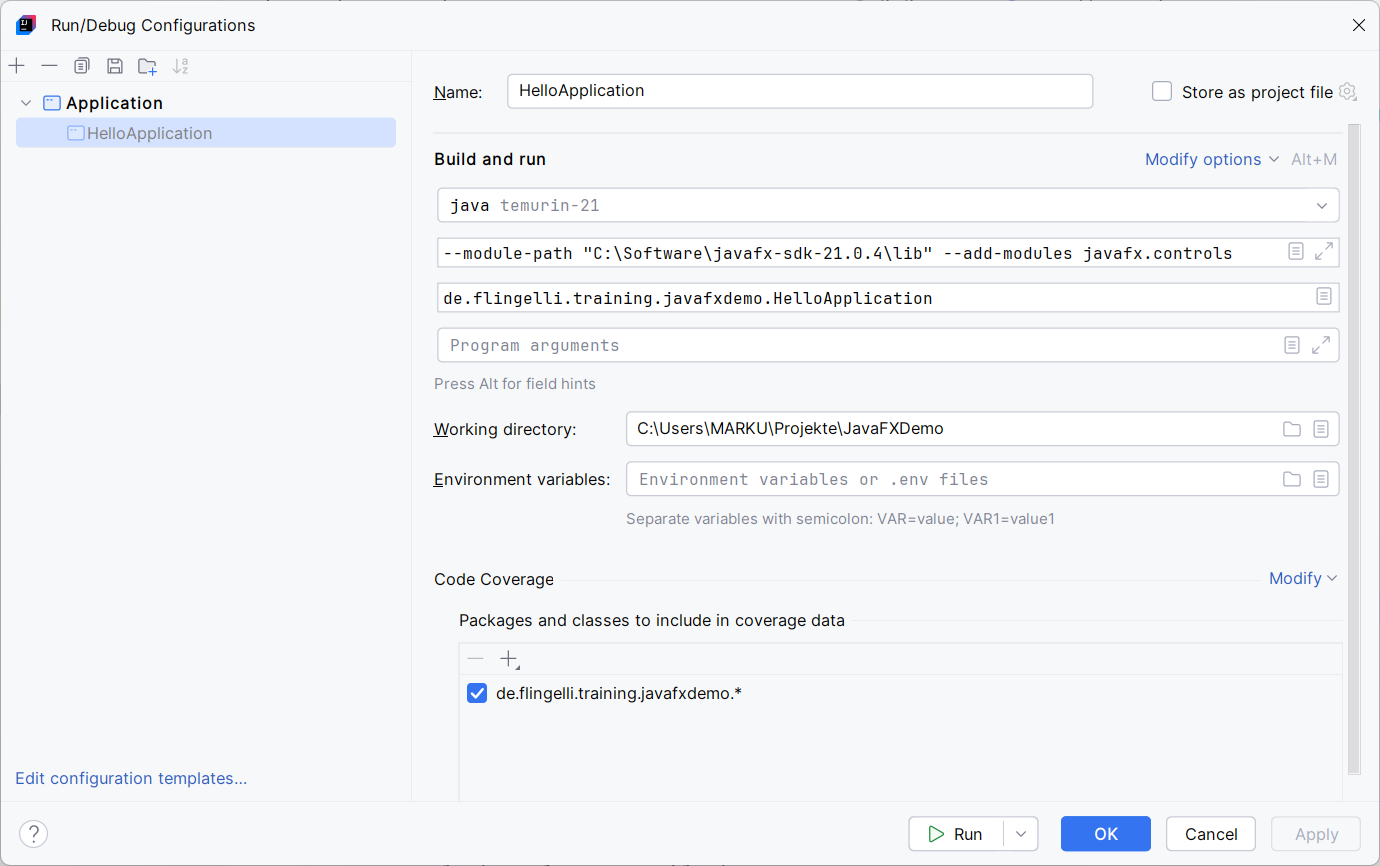 Run/Debug Configurations
Application
HelloApplication
Edit configuration templates...
Name: HelloApplication Store as project file
Build and run Modify options Alt+M
java temurin-21
--module-path "C:\Software\javafx-sdk-21.0.4\lib" --add-modules javafx.controls
de.flingelli.training.javafxdemo.HelloApplication
Program arguments
Press Alt for field hints
Working directory: C:\Users\MARKU\Projekte\JavaFXDemo
Environment variables: Environment variables or .env files
Separate variables with semicolon: VAR=value; VAR1=value1
Code Coverage Modify
Packages and classes to include in coverage data
de.flingelli.training.javafxdemo.*
? Run OK Cancel Apply